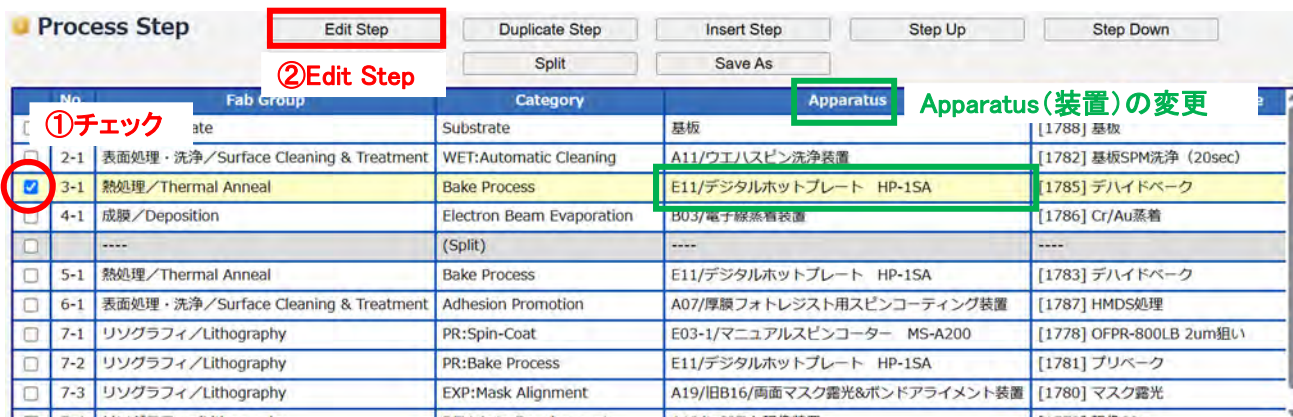 Process Step Edit Step Duplicate Step Insert Step Step Up Step Down
Split Save As
②Edit Step
No Fab Group Category Apparatus e
Apparatus(装置)の変更
①チェック
ate Substrate 基板 [1788] 基板
2-1 表面処理・洗浄／Surface Cleaning & Treatment WET:Automatic Cleaning A11/ウエハスピン洗浄装置 [1782] 基板SPM洗浄（20sec）
3-1 熱処理／Thermal Anneal Bake Process E11/デジタルホットプレート HP-1SA [1785] デハイドベーク
4-1 成膜／Deposition Electron Beam Evaporation B03/電子線蒸着装置 [1786] Cr/Au蒸着
---- (Split) ---- ----
5-1 熱処理／Thermal Anneal Bake Process E11/デジタルホットプレート HP-1SA [1783] デハイドベーク
6-1 表面処理・洗浄／Surface Cleaning & Treatment Adhesion Promotion A07/厚膜フォトレジスト用スピンコーティング装置 [1787] HMDS処理
7-1 リソグラフィ／Lithography PR:Spin-Coat E03-1/マニュアルスピンコーター MS-A200 [1778] OFPR-800LB 2um狙い
7-2 リソグラフィ／Lithography PR:Bake Process E11/デジタルホットプレート HP-1SA [1781] プリベーク
7-3 リソグラフィ／Lithography EXP:Mask Alignment A19/旧B16/両面マスク露光&ボンドアライメント装置 [1780] マスク露光